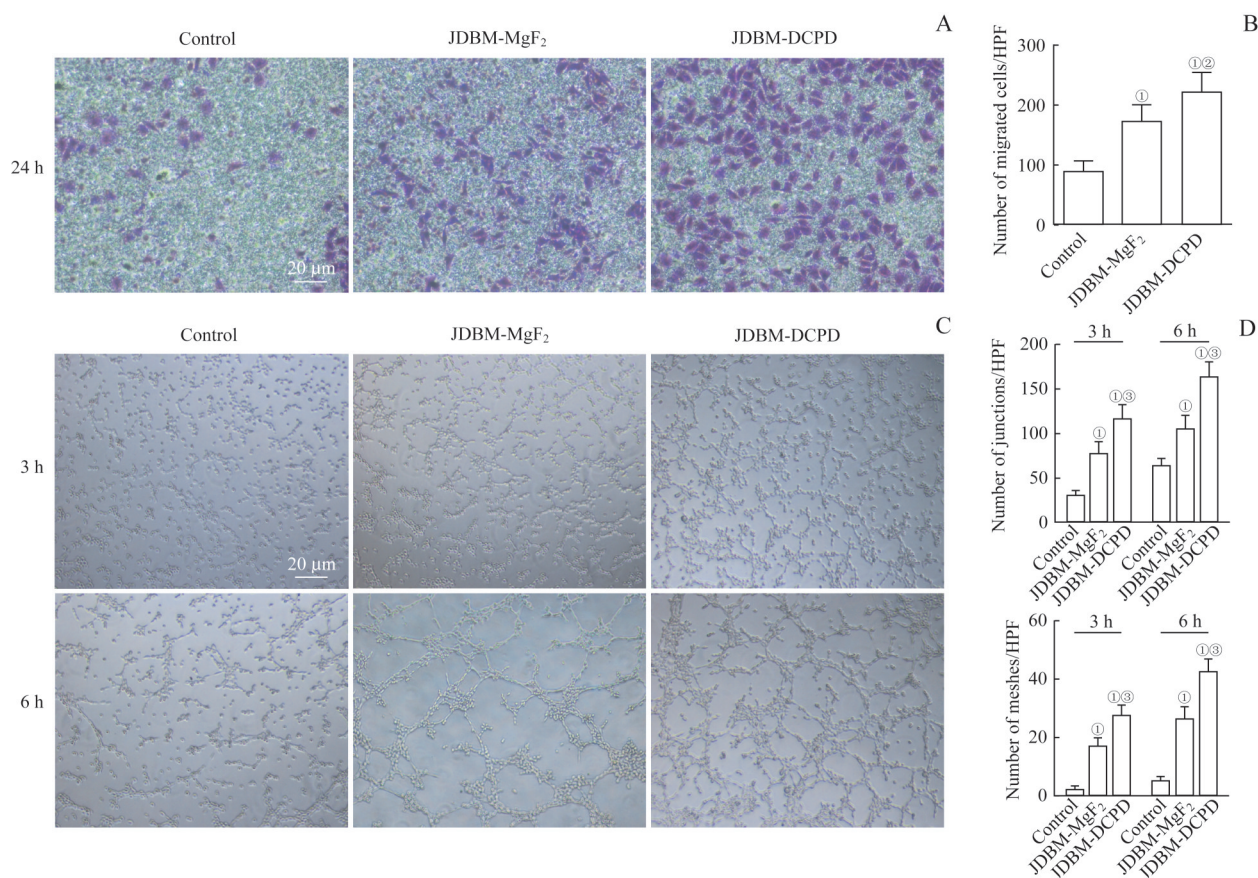 A
Control
JDBM-MgF₂
JDBM-DCPD
24 h
20 μm
B
Number of migrated cells/HPF
300
200
100
0
①
①②
Control
JDBM-MgF₂
JDBM-DCPD
C
Control
JDBM-MgF₂
JDBM-DCPD
3 h
20 μm
6 h
D
3 h
6 h
Number of junctions/HPF
200
150
100
50
0
①
①③
①
①③
Control
JDBM-MgF₂
JDBM-DCPD
Control
JDBM-MgF₂
JDBM-DCPD
3 h
6 h
Number of meshes/HPF
60
40
20
0
①
①③
①
①③
Control
JDBM-MgF₂
JDBM-DCPD
Control
JDBM-MgF₂
JDBM-DCPD